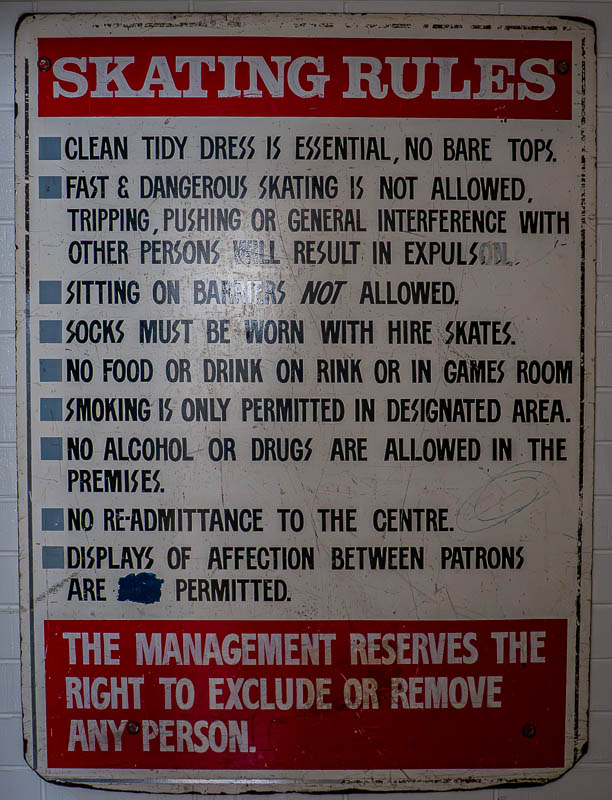 SKATING RULES
CLEAN TIDY DRESS IS ESSENTIAL, NO BARE TOPS.
FAST & DANGEROUS SKATING IS NOT ALLOWED,
TRIPPING, PUSHING OR GENERAL INTERFERENCE WITH
OTHER PERSONS WILL RESULT IN EXPULSON.
SITTING ON BARRIERS NOT ALLOWED.
SOCKS MUST BE WORN WITH HIRE SKATES.
NO FOOD OR DRINK ON RINK OR IN GAMES ROOM
SMOKING IS ONLY PERMITTED IN DESIGNATED AREA.
NO ALCOHOL OR DRUGS ARE ALLOWED IN THE
PREMISES.
NO RE-ADMITTANCE TO THE CENTRE.
DISPLAYS OF AFFECTION BETWEEN PATRONS
ARE PERMITTED.
THE MANAGEMENT RESERVES THE
RIGHT TO EXCLUDE OR REMOVE
ANY PERSON.